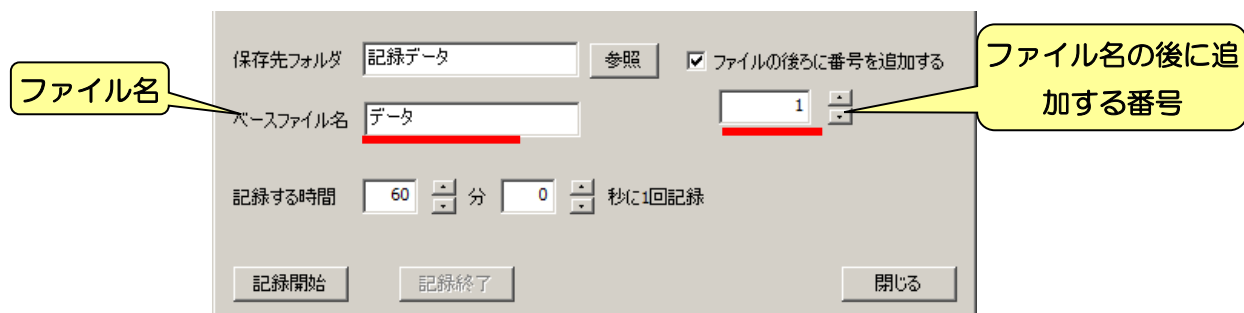 保存先フォルダ 記録データ 参照 ファイルの後ろに番号を追加する
ファイル名
ベースファイル名 データ 1
ファイル名の後に追
加する番号
記録する時間 60 分 0 秒に1回記録
記録開始 記録終了 閉じる